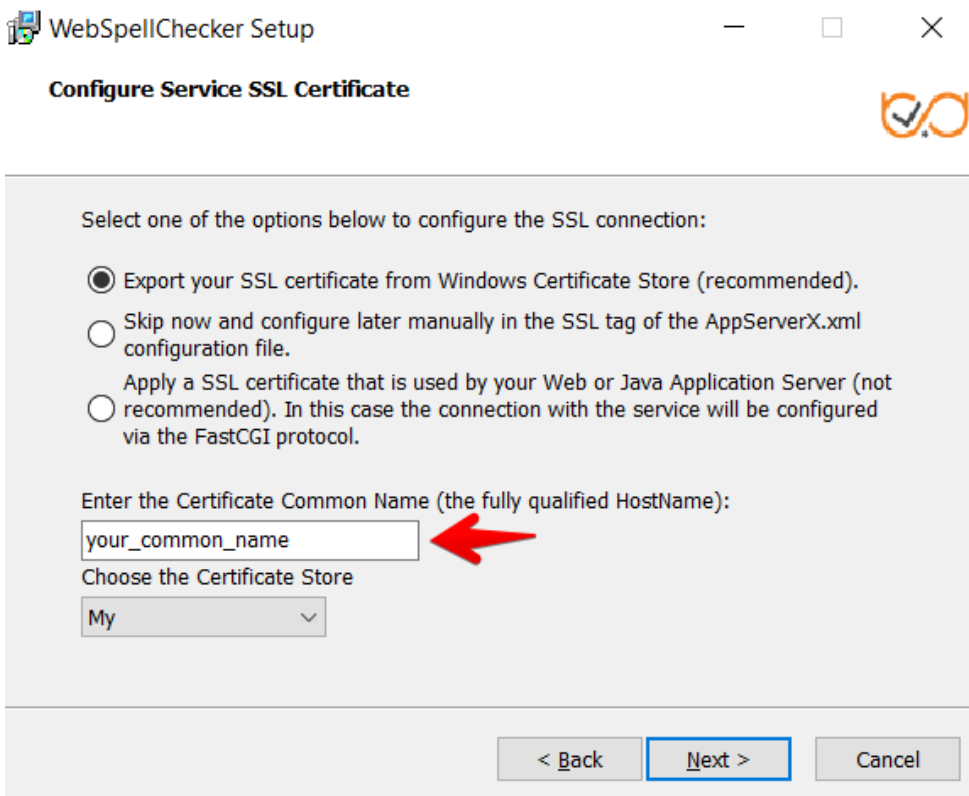 WebSpellChecker Setup
Configure Service SSL Certificate
Select one of the options below to configure the SSL connection:
Export your SSL certificate from Windows Certificate Store (recommended).
Skip now and configure later manually in the SSL tag of the AppServerX.xml
configuration file.
Apply a SSL certificate that is used by your Web or Java Application Server (not
recommended). In this case the connection with the service will be configured
via the FastCGI protocol.
Enter the Certificate Common Name (the fully qualified HostName):
your_common_name
Choose the Certificate Store
My
< Back
Next >
Cancel